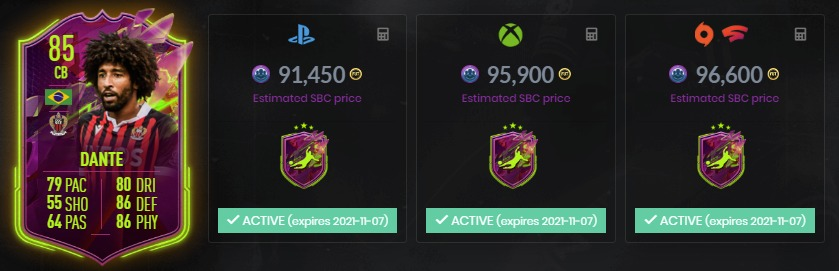 85
CB
DANTE
79 PAC
80 DRI
55 SHO
86 DEF
64 PAS
86 PHY
91,450
Estimated SBC price
ACTIVE (expires 2021-11-07)
95,900
Estimated SBC price
ACTIVE (expires 2021-11-07)
96,600
Estimated SBC price
ACTIVE (expires 2021-11-07)